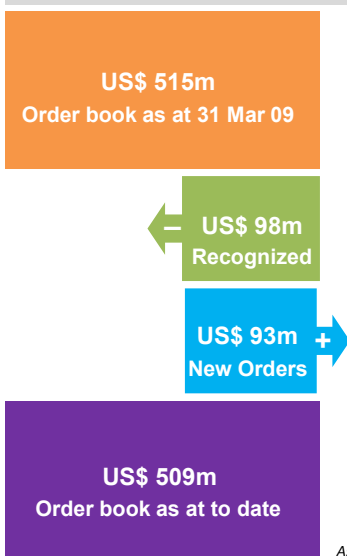 US$ 515m
Order book as at 31 Mar 09
– US$ 98m
Recognized
US$ 93m +
New Orders
US$ 509m
Order book as at to date